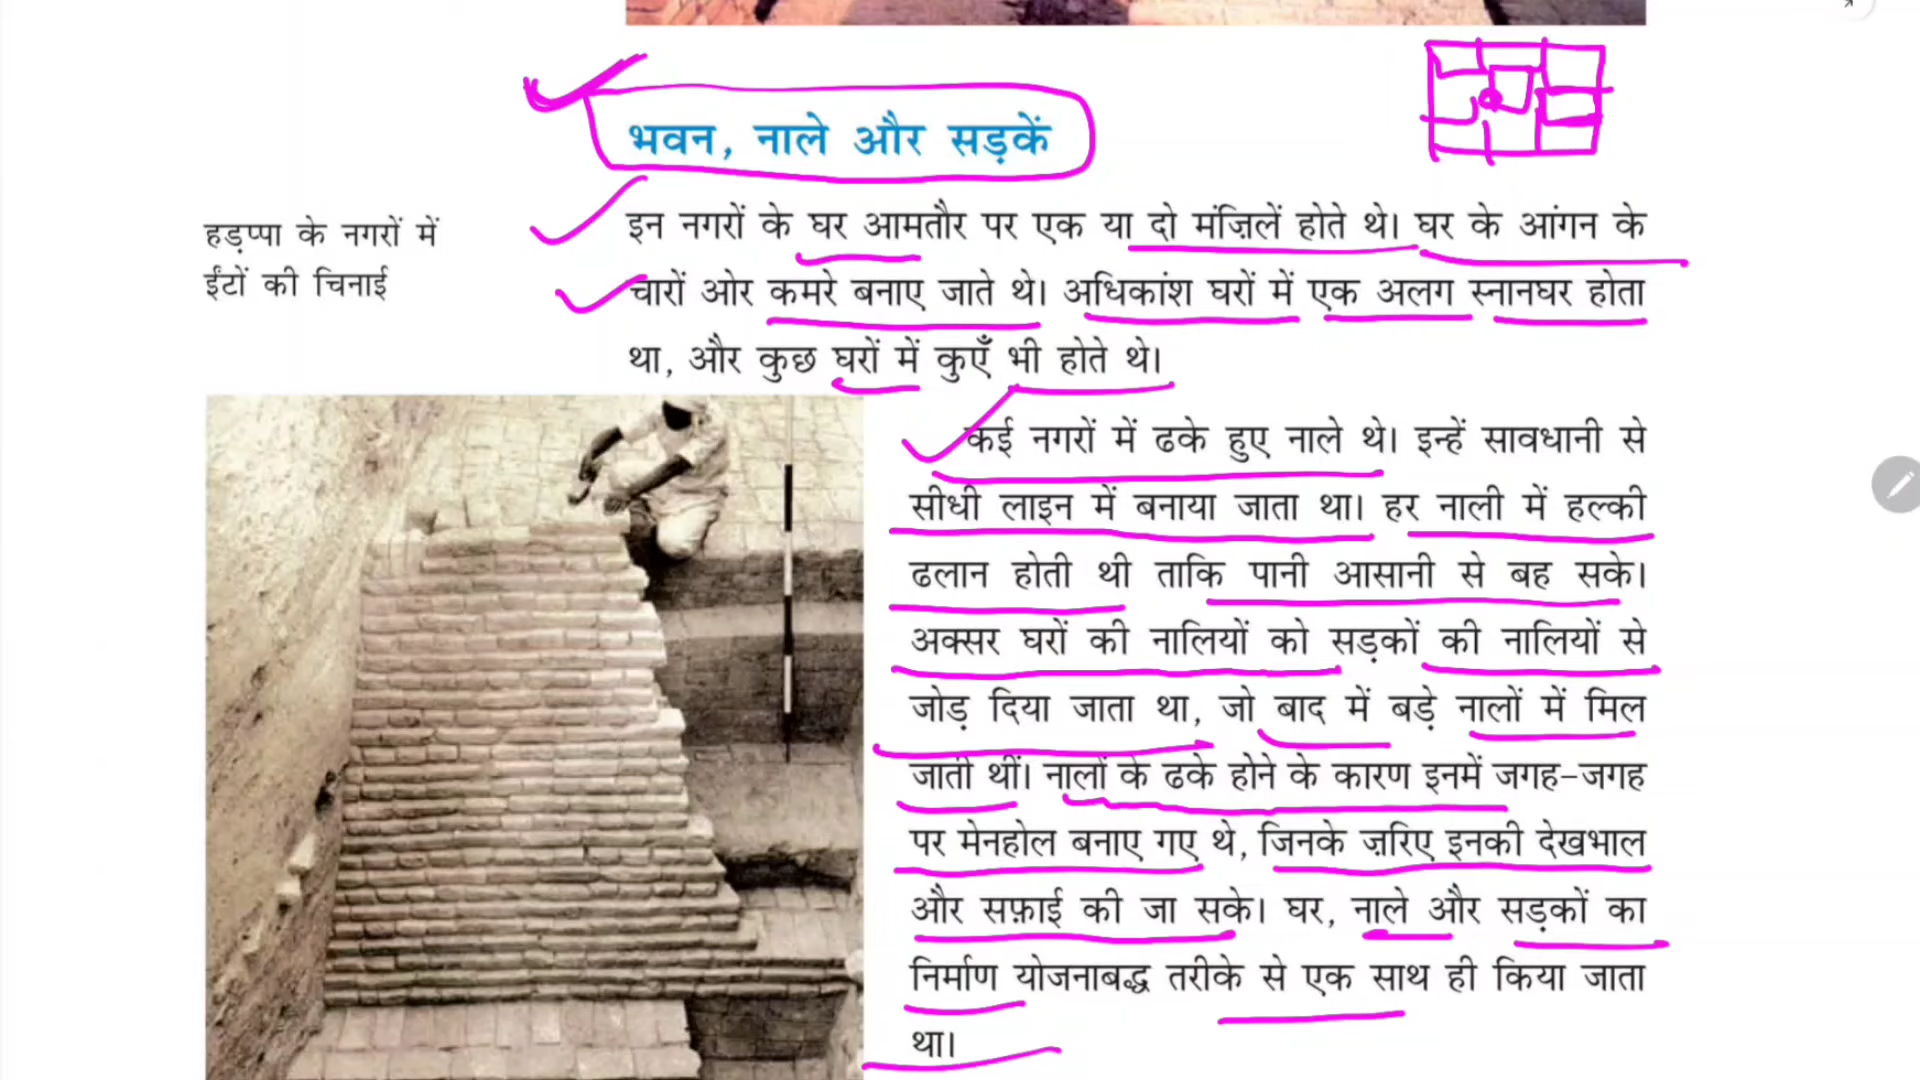 भवन, नाले और सड़कें
हड़प्पा के नगरों में
ईंटों की चिनाई
इन नगरों के घर आमतौर पर एक या दो मंज़िलें होते थे। घर के आंगन के
चारों ओर कमरे बनाए जाते थे। अधिकांश घरों में एक अलग स्नानघर होता
था, और कुछ घरों में कुएँ भी होते थे।
कई नगरों में ढके हुए नाले थे। इन्हें सावधानी से
सीधी लाइन में बनाया जाता था। हर नाली में हल्की
ढलान होती थी ताकि पानी आसानी से बह सके।
अक्सर घरों की नालियों को सड़कों की नालियों से
जोड़ दिया जाता था, जो बाद में बड़े नालों में मिल
जाती थीं। नालों के ढके होने के कारण इनमें जगह-जगह
पर मेनहोल बनाए गए थे, जिनके ज़रिए इनकी देखभाल
और सफ़ाई की जा सके। घर, नाले और सड़कों का
निर्माण योजनाबद्ध तरीके से एक साथ ही किया जाता
था।